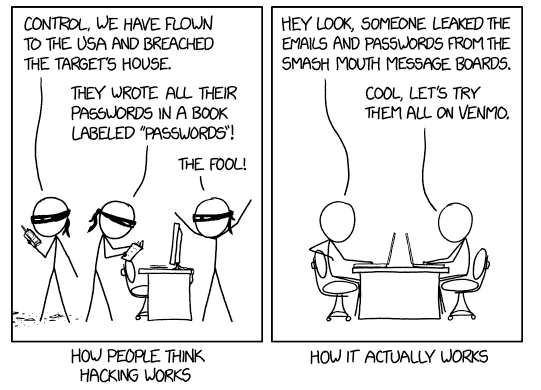 CONTROL, WE HAVE FLOWN
TO THE USA AND BREACHED
THE TARGET'S HOUSE.
THEY WROTE ALL THEIR
PASSWORDS IN A BOOK
LABELED "PASSWORDS"!
THE FOOL!
HOW PEOPLE THINK
HACKING WORKS
HEY LOOK, SOMEONE LEAKED THE
EMAILS AND PASSWORDS FROM THE
SMASH MOUTH MESSAGE BOARDS.
COOL, LET'S TRY
THEM ALL ON VENMO.
HOW IT ACTUALLY WORKS